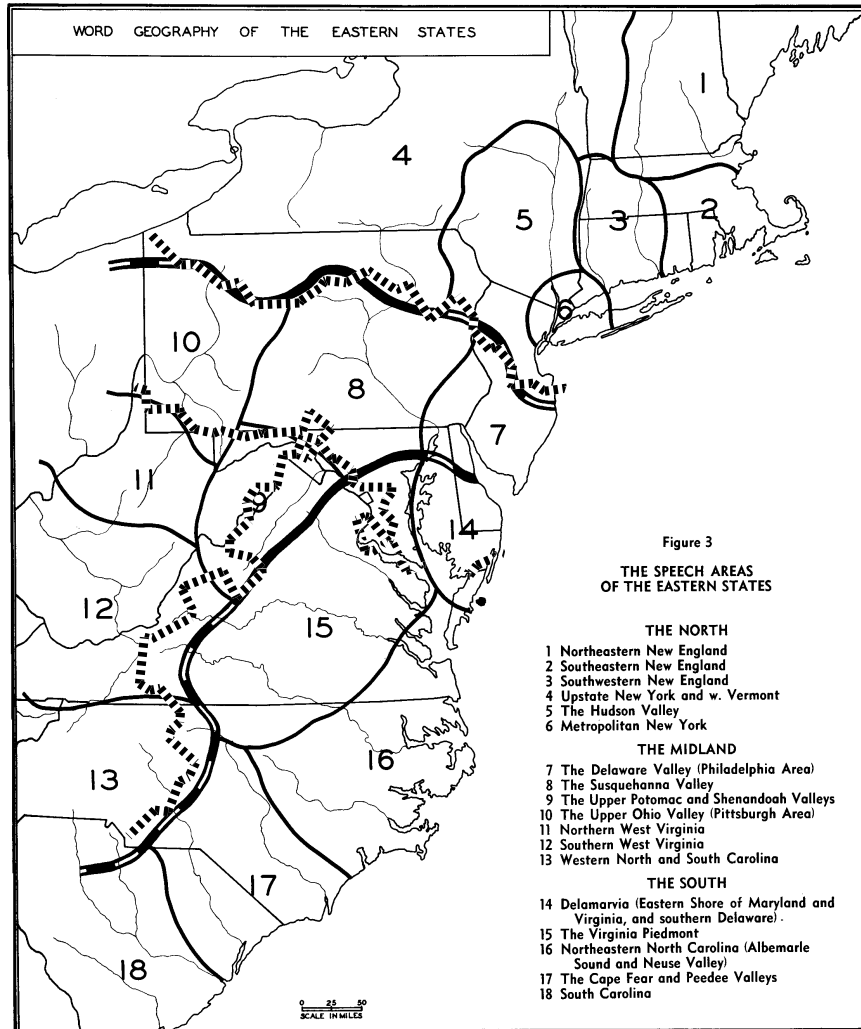 WORD GEOGRAPHY OF THE EASTERN STATES
1
4
5
3
2
6
10
8
7
11
9
14
12
15
13
16
17
18
Figure 3
THE SPEECH AREAS
OF THE EASTERN STATES
THE NORTH
1 Northeastern New England
2 Southeastern New England
3 Southwestern New England
4 Upstate New York and w. Vermont
5 The Hudson Valley
6 Metropolitan New York
THE MIDLAND
7 The Delaware Valley (Philadelphia Area)
8 The Susquehanna Valley
9 The Upper Potomac and Shenandoah Valleys
10 The Upper Ohio Valley (Pittsburgh Area)
11 Northern West Virginia
12 Southern West Virginia
13 Western North and South Carolina
THE SOUTH
14 Delamarvia (Eastern Shore of Maryland and
Virginia, and southern Delaware).
15 The Virginia Piedmont
16 Northeastern North Carolina (Albemarle
Sound and Neuse Valley)
17 The Cape Fear and Peedee Valleys
18 South Carolina
0 25 50
SCALE IN MILES